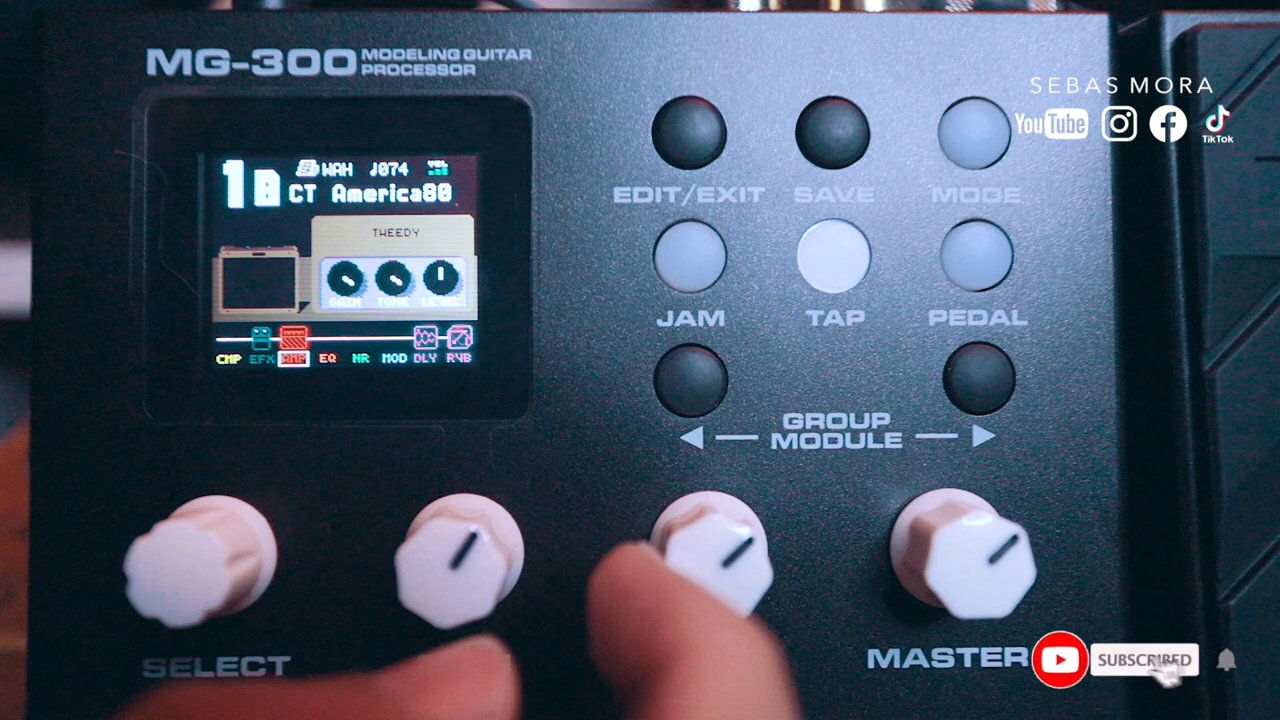 MG-300 MODELING GUITAR
PROCESSOR
SEBAS MORA
YouTube
TikTok
1B WAH J074 VOL
CT America80
TWEEDY
GAIN TONE LEVEL
CMP EFX AMP EQ NR MOD DLY RVB
EDIT/EXIT SAVE MODE
JAM TAP PEDAL
GROUP
MODULE
SELECT
MASTER
SUBSCRIBED